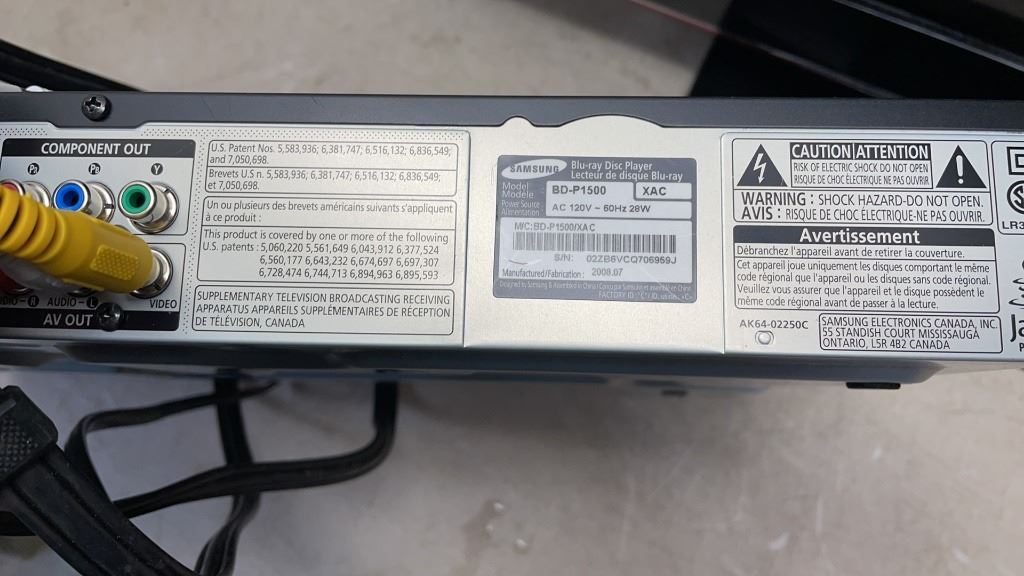 COMPONENT OUT
PR
PB
Y
AUDIO-L
VIDEO
AV OUT
U.S. Patent Nos. 5,583,936; 6,381,747; 6,516,132; 6,836,549;
and 7,050,698.
Brevets U.S n. 5,583,936; 6,381,747; 6,516,132; 6,836,549;
et 7,050,698.
Un ou plusieurs des brevets américains suivants s'appliquent
à ce produit :
This product is covered by one or more of the following
U.S. patents : 5,060,220 5,561,649 6,043,912 6,377,524
6,560,177 6,643,232 6,674,697 6,697,307
6,728,474 6,744,713 6,894,963 6,895,593
SUPPLEMENTARY TELEVISION BROADCASTING RECEIVING
APPARATUS APPAREILS SUPPLÉMENTAIRES DE RÉCEPTION
DE TÉLÉVISION, CANADA
SAMSUNG
Blu-ray Disc Player
Lecteur de disque Blu-ray
Model
Modèle
BD-P1500
XAC
Power Source
Alimentation
AC 120V ~ 60Hz 28W
M/C:BD-P1500/XAC
S/N: 02ZB6VCQ706959J
Manufactured/Fabrication : 2008.07
CAUTION ATTENTION
RISK OF ELECTRIC SHOCK DO NOT OPEN
RISQUE DE CHOC ÉLECTRIQUE NE PAS OUVRIR
WARNING : SHOCK HAZARD-DO NOT OPEN.
AVIS : RISQUE DE CHOC ÉLECTRIQUE-NE PAS OUVRIR.
Avertissement
Débranchez l'appareil avant de retirer la couverture.
Cet appareil joue uniquement les disques comportant le même
code régional que l'appareil ou les disques sans code régional.
Veuillez vous assurer que l'appareil et le disque possèdent le
même code régional avant de passer à la lecture.
AK64-02250C
SAMSUNG ELECTRONICS CANADA, INC.
55 STANDISH COURT MISSISSAUGA
ONTARIO, L5R 4B2 CANADA
LR3
Ja